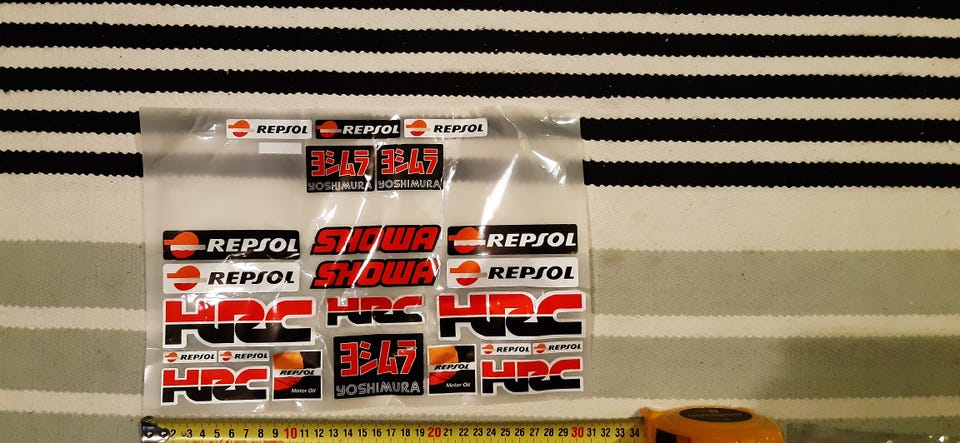 REPSOL REPSOL REPSOL
ヨシムラ ヨシムラ
YOSHIMURA YOSHIMURA
REPSOL SHOWA REPSOL
REPSOL SHOWA REPSOL
HRC HRC HRC
REPSOL REPSOL ヨシムラ REPSOL REPSOL
HRC REPSOL YOSHIMURA REPSOL HRC
Motor Oil Motor Oil
2 3 4 5 6 7 8 9 10 11 12 13 14 15 16 17 18 19 20 21 22 23 24 25 26 27 28 29 30 31 32 33 34